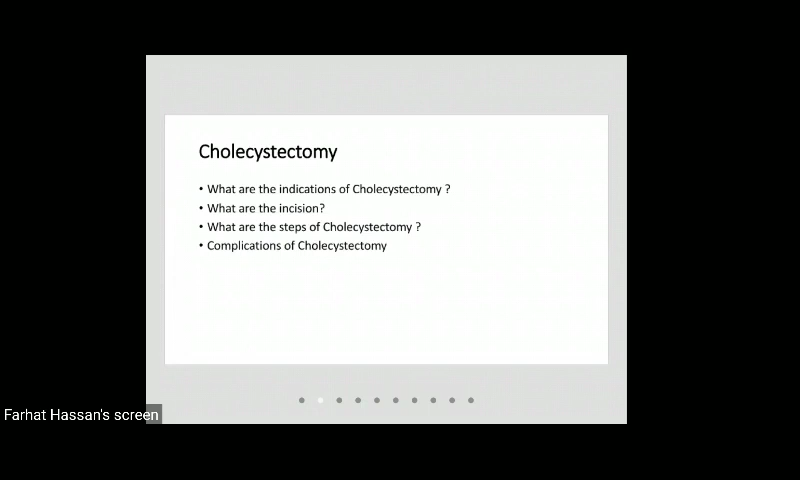 Cholecystectomy
• What are the indications of Cholecystectomy ?
• What are the incision?
• What are the steps of Cholecystectomy ?
• Complications of Cholecystectomy
Farhat Hassan's screen